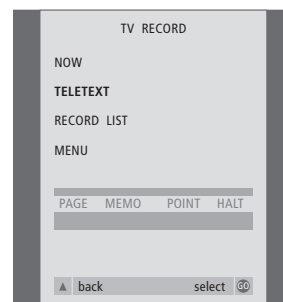 TV RECORD
NOW
TELETEXT
RECORD LIST
MENU
PAGE MEMO POINT HALT
back select GO